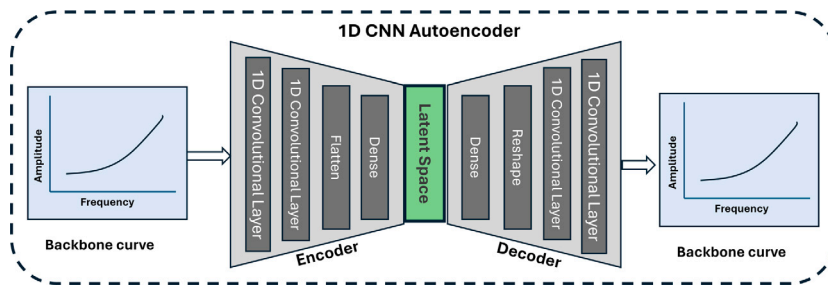 1D CNN Autoencoder
Amplitude
Frequency
Backbone curve
1D Convolutional Layer
1D Convolutional Layer
Flatten
Dense
Encoder
Latent Space
Dense
Reshape
1D Convolutional Layer
1D Convolutional Layer
Decoder
Amplitude
Frequency
Backbone curve